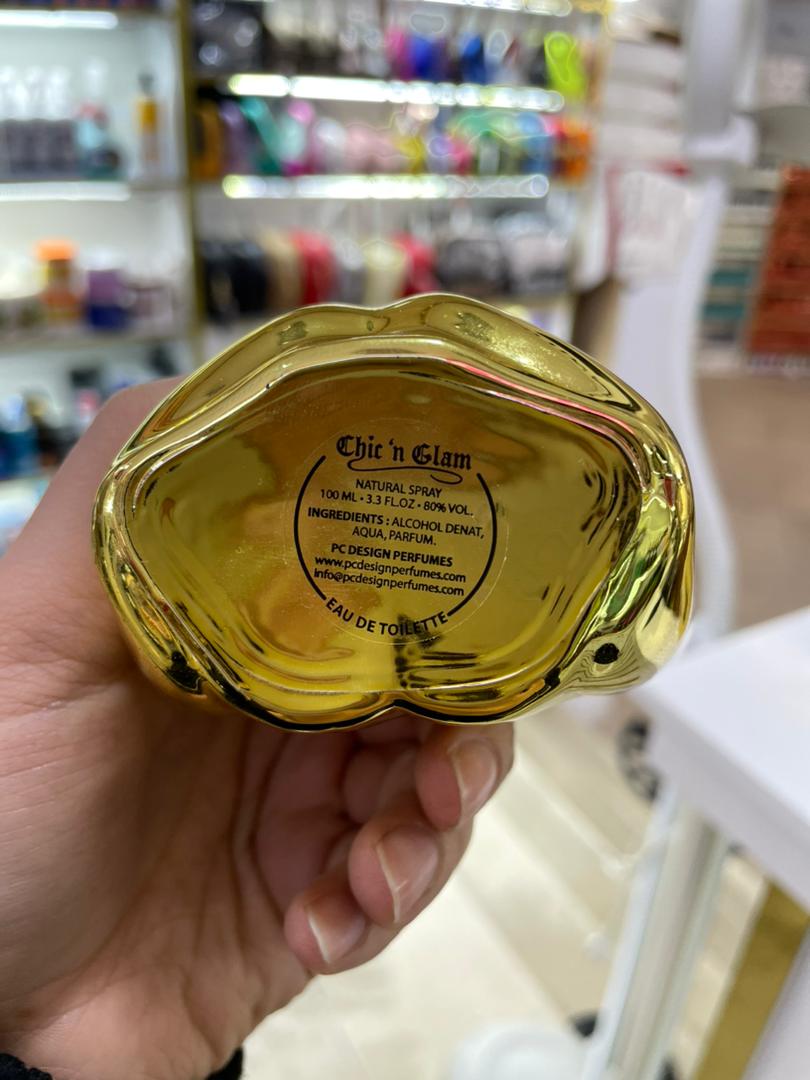 Chic 'n Glam
NATURAL SPRAY
100 ML • 3.3 FL.OZ • 80% VOL.
INGREDIENTS : ALCOHOL DENAT,
AQUA, PARFUM.
PC DESIGN PERFUMES
www.pcdesignperfumes.com
info@pcdesignperfumes.com
EAU DE TOILETTE